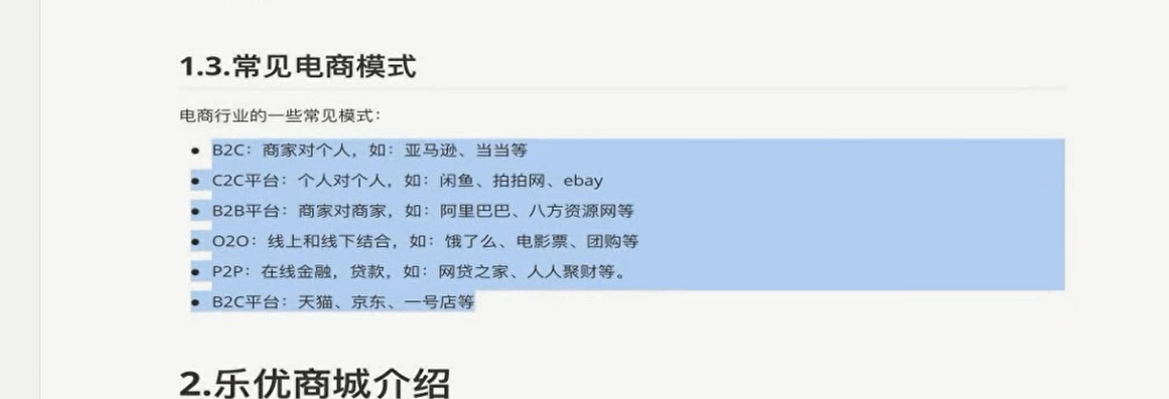 1.3.常见电商模式
电商行业的一些常见模式：
● B2C：商家对个人，如：亚马逊、当当等
● C2C平台：个人对个人，如：闲鱼、拍拍网、ebay
● B2B平台：商家对商家，如：阿里巴巴、八方资源网等
● O2O：线上和线下结合，如：饿了么、电影票、团购等
● P2P：在线金融，贷款，如：网贷之家、人人聚财等。
● B2C平台：天猫、京东、一号店等
2.乐优商城介绍